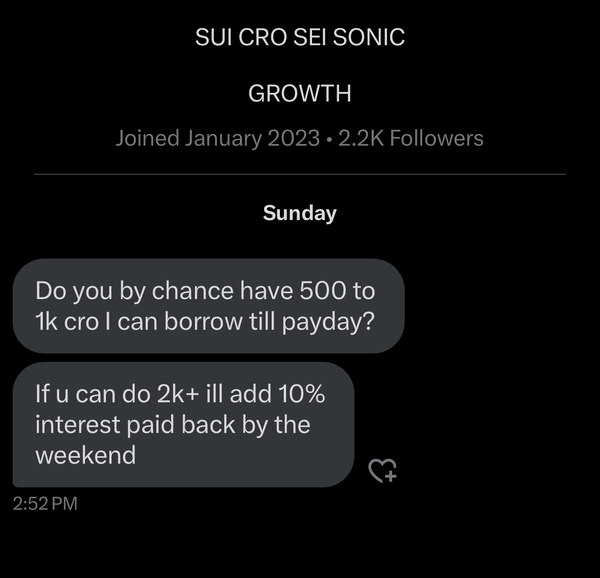 SUI CRO SEI SONIC
GROWTH
Joined January 2023 • 2.2K Followers
Sunday
Do you by chance have 500 to
1k cro I can borrow till payday?
If u can do 2k+ ill add 10%
interest paid back by the
weekend
2:52 PM